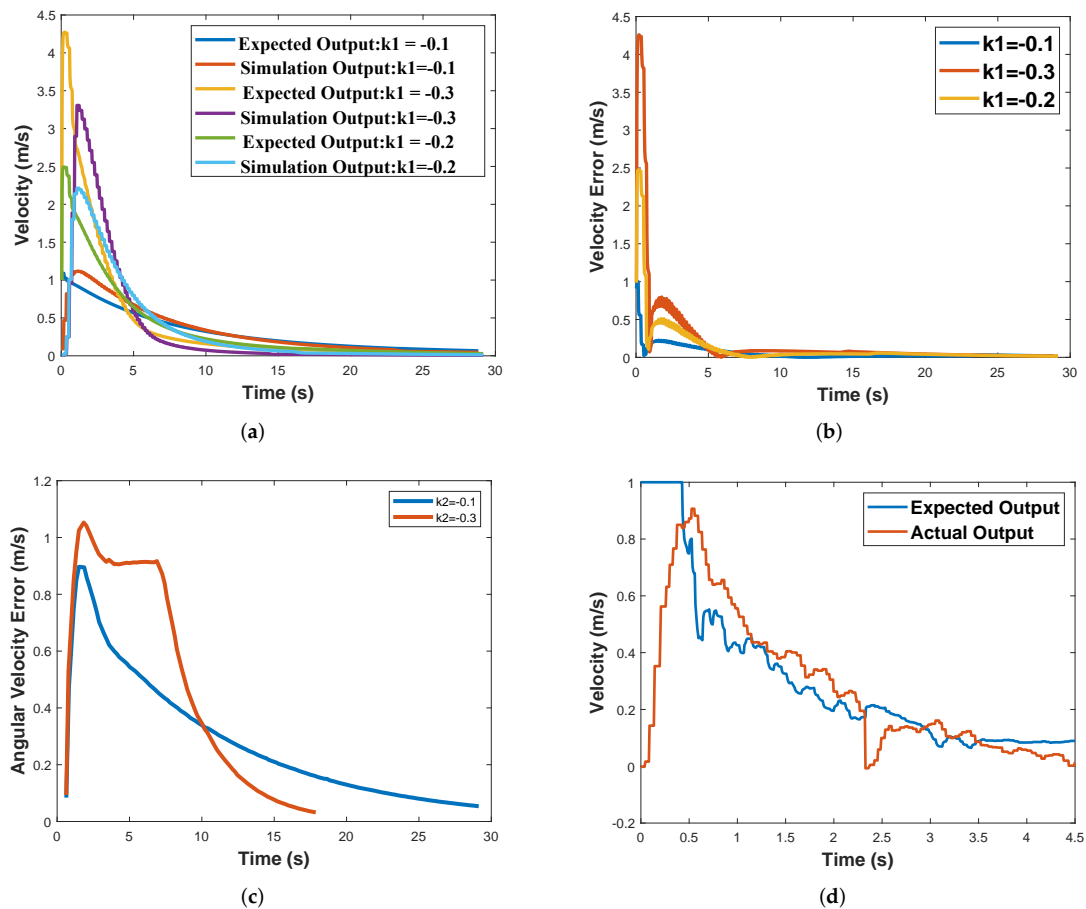 4.5
4
3.5
3
2.5
2
1.5
1
0.5
0
0 5 10 15 20 25 30
Velocity (m/s)
Time (s)
Expected Output:k1 = -0.1
Simulation Output:k1=-0.1
Expected Output:k1 = -0.3
Simulation Output:k1=-0.3
Expected Output:k1 = -0.2
Simulation Output:k1=-0.2
(a)
4.5
4
3.5
3
2.5
2
1.5
1
0.5
0
0 5 10 15 20 25 30
Velocity Error (m/s)
Time (s)
k1=-0.1
k1=-0.3
k1=-0.2
(b)
1.2
1
0.8
0.6
0.4
0.2
0
0 5 10 15 20 25 30
Angular Velocity Error (m/s)
Time (s)
k2=-0.1
k2=-0.3
(c)
1
0.8
0.6
0.4
0.2
0
-0.2
0 0.5 1 1.5 2 2.5 3 3.5 4 4.5
Velocity (m/s)
Time (s)
Expected Output
Actual Output
(d)